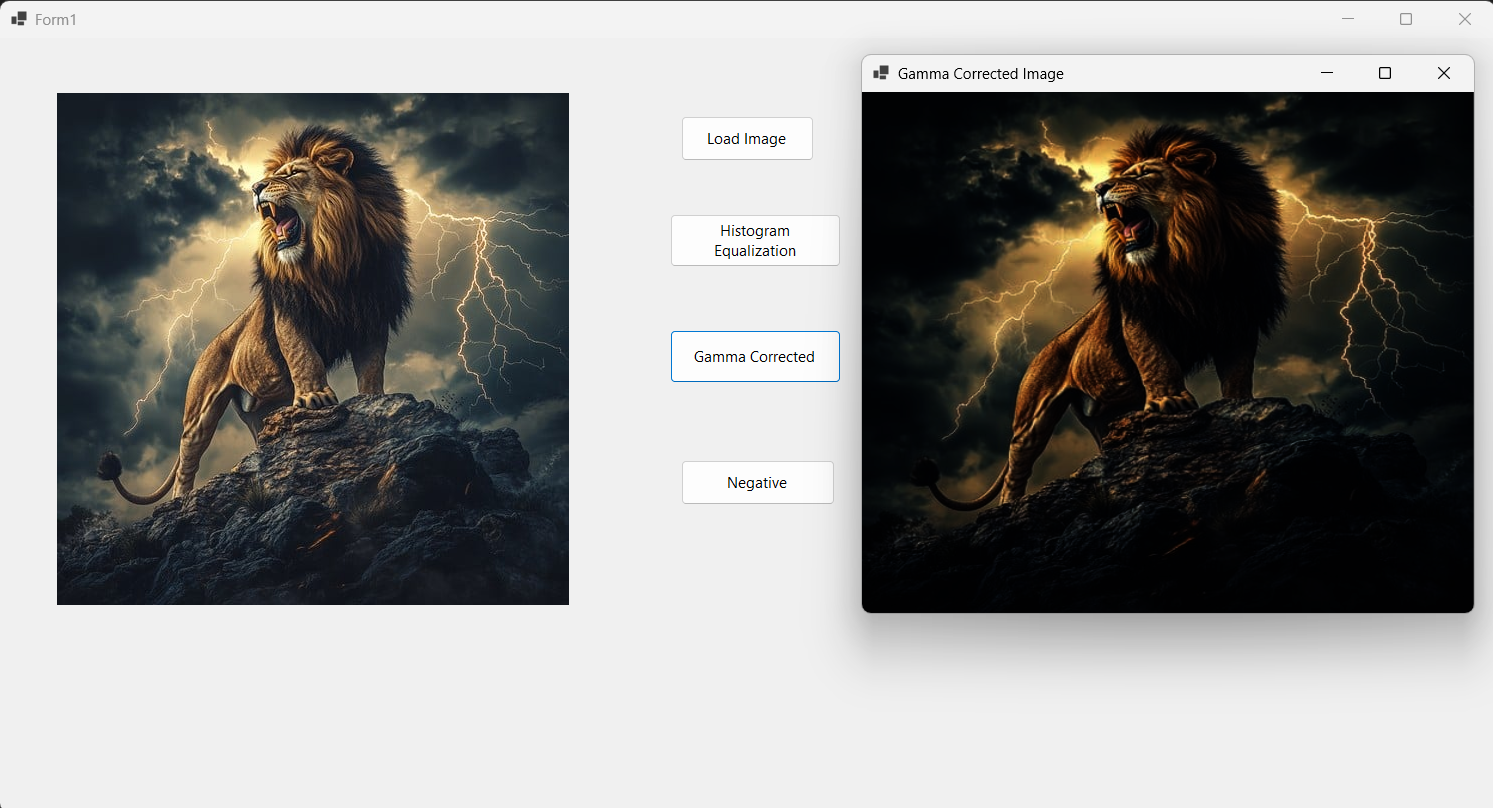 Form1
Gamma Corrected Image
Load Image
Histogram
Equalization
Gamma Corrected
Negative